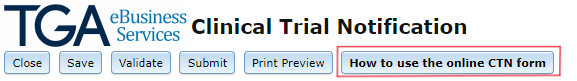 TGA eBusiness Services Clinical Trial Notification
Close Save Validate Submit Print Preview How to use the online CTN form